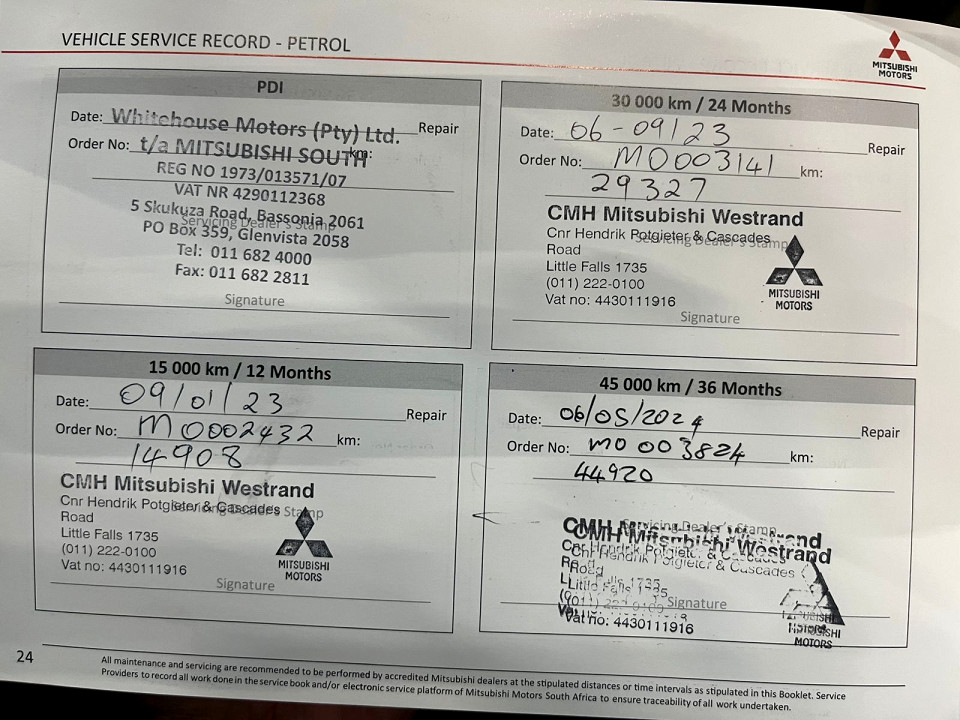 VEHICLE SERVICE RECORD - PETROL
MITSUBISHI
MOTORS
PDI
Date: Whitehouse Motors (Pty) Ltd. Repair
Order No: t/a MITSUBISHI SOUTH km:
REG NO 1973/013571/07
VAT NR 4290112368
5 Skukuza Road, Bassonia 2061
Servicing Dealer's Stamp
PO Box 359, Glenvista 2058
Tel: 011 682 4000
Fax: 011 682 2811
Signature
30 000 km / 24 Months
Date: 06-09/23 Repair
Order No: M0003141 km:
29327
CMH Mitsubishi Westrand
Cnr Hendrik Potgieter & Cascades
Servicing Dealer's Stamp
Road
Little Falls 1735
(011) 222-0100
Vat no: 4430111916
MITSUBISHI
MOTORS
Signature
15 000 km / 12 Months
Date: 09/01/23 Repair
Order No: M0002432 km:
14908
CMH Mitsubishi Westrand
Cnr Hendrik Potgieter & Cascades
Servicing Dealer's Stamp
Road
Little Falls 1735
(011) 222-0100
Vat no: 4430111916
MITSUBISHI
MOTORS
Signature
45 000 km / 36 Months
Date: 06/05/2024 Repair
Order No: M0003824 km:
44920
Servicing Dealer's Stamp
CMH Mitsubishi Westrand
Cnr Hendrik Potgieter & Cascades
Road
Little Falls 1735
Signature
Vat no: 4430111916
MITSUBISHI
MOTORS
24
All maintenance and servicing are recommended to be performed by accredited Mitsubishi dealers at the stipulated distances or time intervals as stipulated in this Booklet. Service
Providers to record all work done in the service book and/or electronic service platform of Mitsubishi Motors South Africa to ensure traceability of all work undertaken.